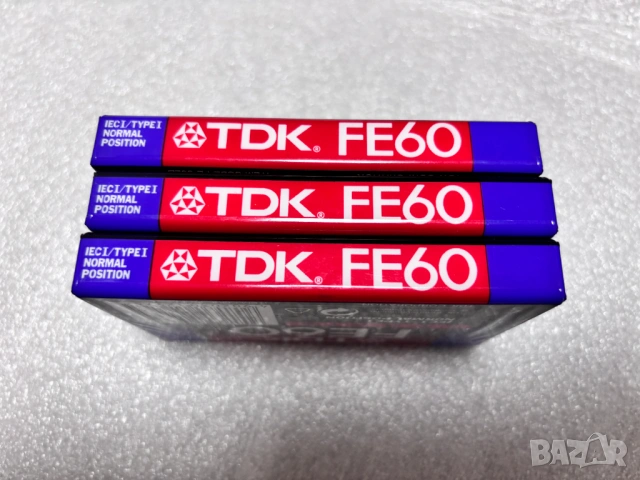 IECI/TYPEI
NORMAL
POSITION
TDK® FE60
IECI/TYPEI
NORMAL
POSITION
TDK® FE60
IECI/TYPEI
NORMAL
POSITION
TDK® FE60
BAZAR